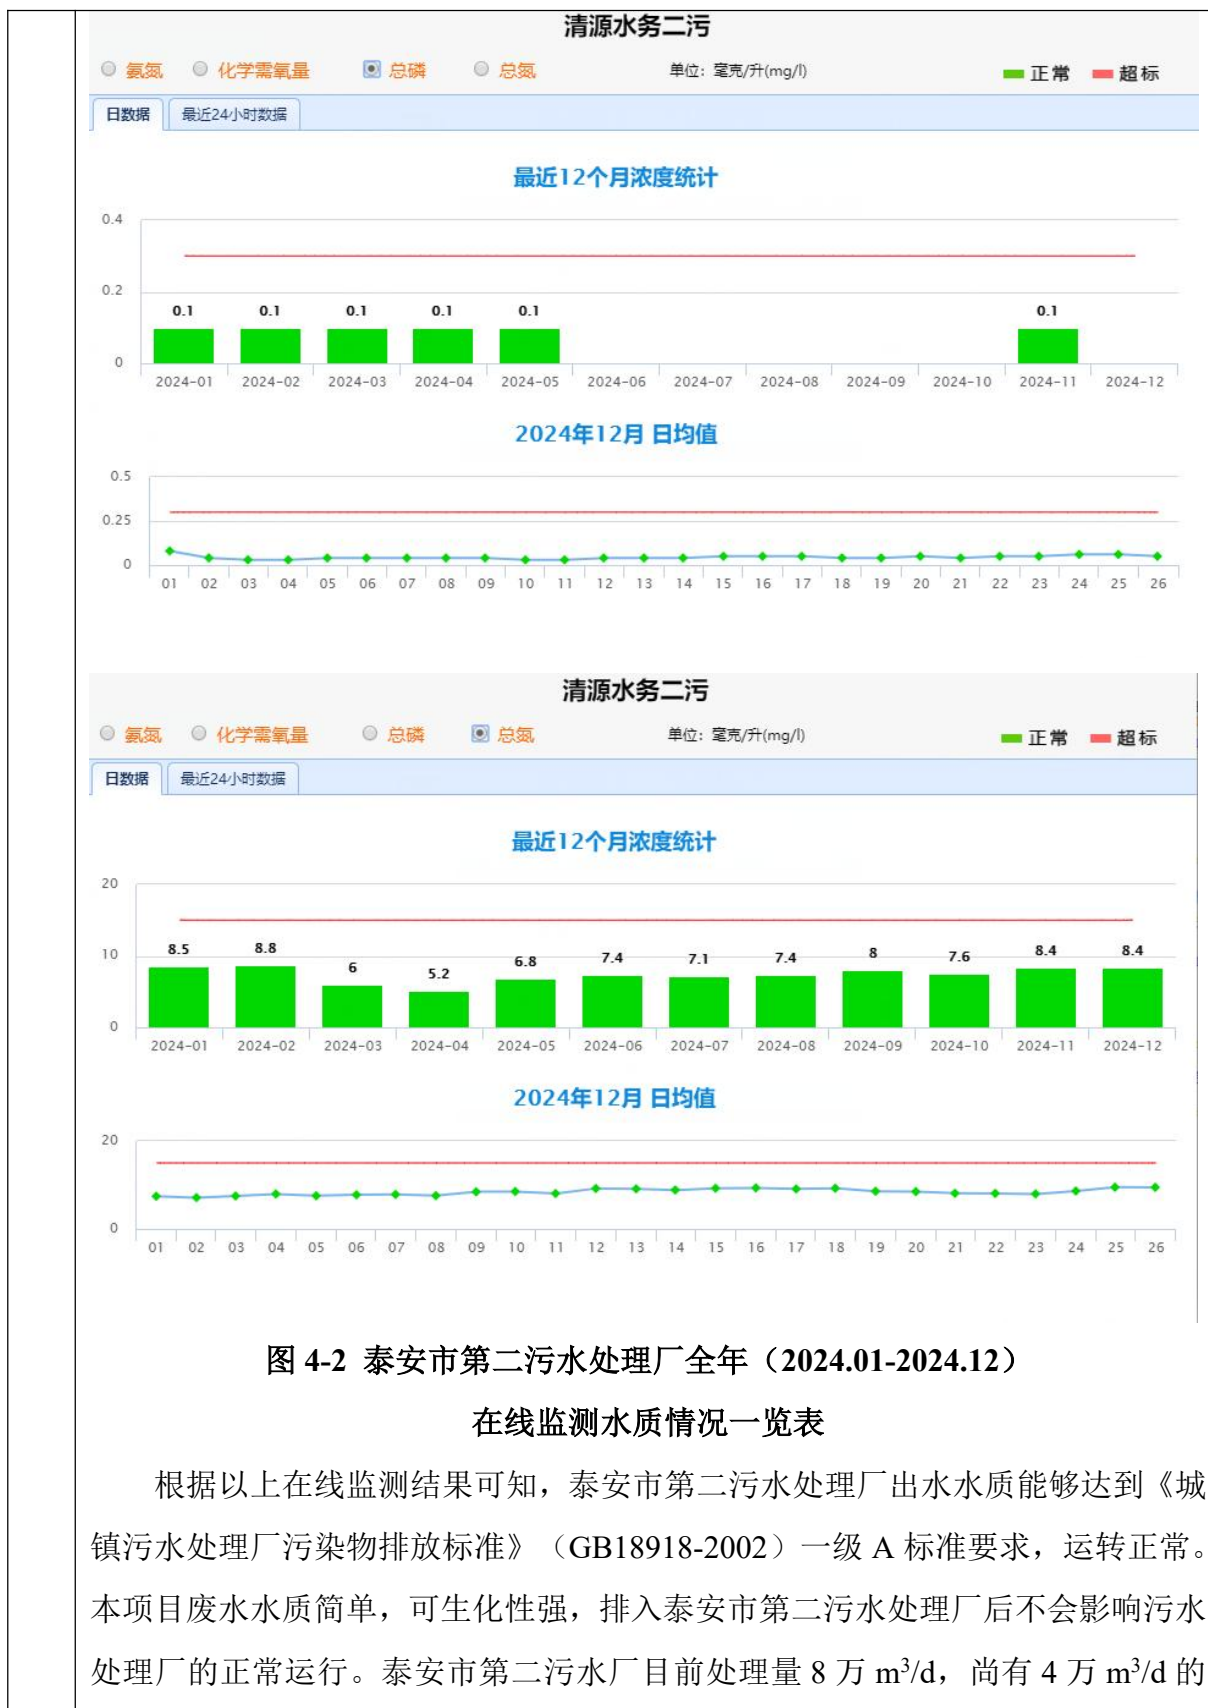 清源水务二污
氨氮 化学需氧量 总磷 总氮 单位：毫克/升(mg/l) 正常 超标
日数据 最近24小时数据
最近12个月浓度统计
0.4
0.2
0.1 0.1 0.1 0.1 0.1 0.1
0
2024-01 2024-02 2024-03 2024-04 2024-05 2024-06 2024-07 2024-08 2024-09 2024-10 2024-11 2024-12
2024年12月 日均值
0.5
0.25
0
01 02 03 04 05 06 07 08 09 10 11 12 13 14 15 16 17 18 19 20 21 22 23 24 25 26
清源水务二污
氨氮 化学需氧量 总磷 总氮 单位：毫克/升(mg/l) 正常 超标
日数据 最近24小时数据
最近12个月浓度统计
20
10
8.5 8.8 6 5.2 6.8 7.4 7.1 7.4 8 7.6 8.4 8.4
0
2024-01 2024-02 2024-03 2024-04 2024-05 2024-06 2024-07 2024-08 2024-09 2024-10 2024-11 2024-12
2024年12月 日均值
20
0
01 02 03 04 05 06 07 08 09 10 11 12 13 14 15 16 17 18 19 20 21 22 23 24 25 26
图 4-2 泰安市第二污水处理厂全年（2024.01-2024.12）
在线监测水质情况一览表
根据以上在线监测结果可知，泰安市第二污水处理厂出水水质能够达到《城
镇污水处理厂污染物排放标准》（GB18918-2002）一级 A 标准要求，运转正常。
本项目废水水质简单，可生化性强，排入泰安市第二污水处理厂后不会影响污水
处理厂的正常运行。泰安市第二污水厂目前处理量 8 万 m³/d，尚有 4 万 m³/d 的